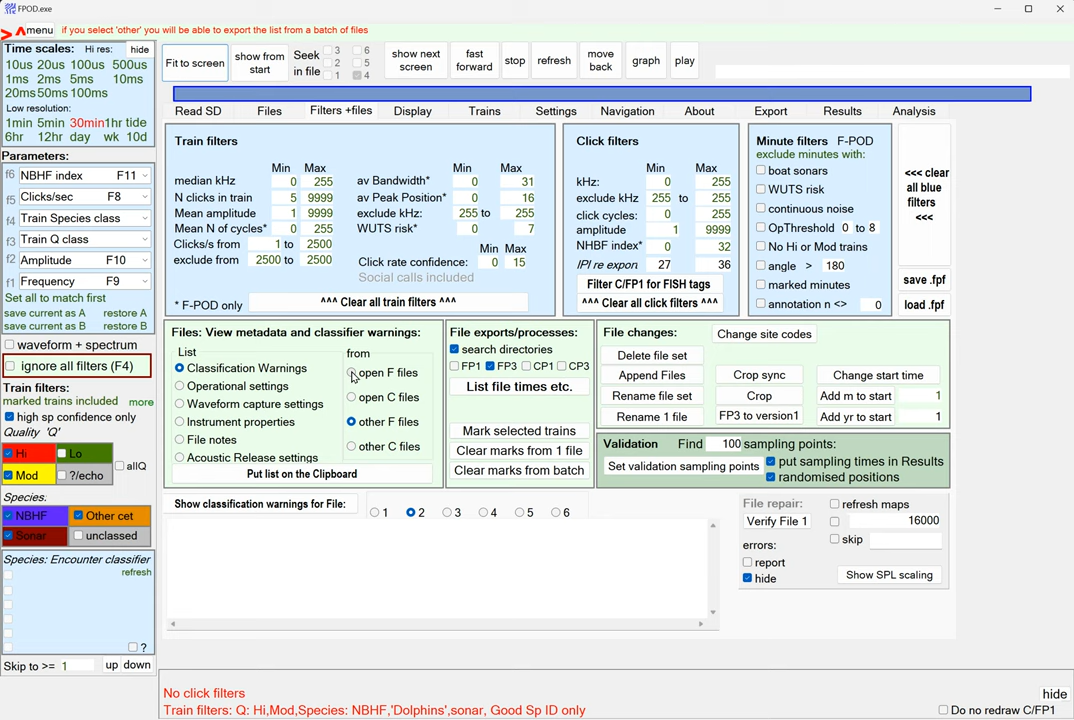 FPOD.exe
menu
if you select 'other' you will be able to export the list from a batch of files
Time scales: Hi res: hide
10us 20us 100us 500us
1ms 2ms 5ms 10ms
20ms 50ms 100ms
Low resolution:
1min 5min 30min 1hr tide
6hr 12hr day wk 10d
Parameters:
f6 NBHF index F11
f5 Clicks/sec F8
f4 Train Species class
f3 Train Q class
f2 Amplitude F10
f1 Frequency F9
Set all to match first
save current as A restore A
save current as B restore B
waveform + spectrum
ignore all filters (F4)
Train filters:
marked trains included more
high sp confidence only
Quality 'Q'
Hi Lo
Mod ?/echo allQ
Species:
NBHF Other cet
Sonar unclassed
Species: Encounter classifier
refresh
?
Skip to >= 1 up down
Fit to screen
show from start
Seek in file
3 6
2 5
1 4
show next screen
fast forward
stop
refresh
move back
graph
play
Read SD Files Filters +files Display Trains Settings Navigation About Export Results Analysis
Train filters
Min Max
median kHz 0 255
N clicks in train 5 9999
Mean amplitude 1 9999
Mean N of cycles* 0 255
Clicks/s from 1 to 2500
exclude from 2500 to 2500
* F-POD only
Min Max
av Bandwidth* 0 31
av Peak Position* 0 16
exclude kHz: 255 to 255
WUTS risk* 0 7
Min Max
Click rate confidence: 0 15
Social calls included
^^^ Clear all train filters ^^^
Click filters
Min Max
kHz: 0 255
exclude kHz 255 to 255
click cycles: 0 255
amplitude 1 9999
NHBF index* 0 32
IPI re expon 27 36
Filter C/FP1 for FISH tags
^^^ Clear all click filters ^^^
Minute filters F-POD
exclude minutes with:
boat sonars
WUTS risk
continuous noise
OpThreshold 0 to 8
No Hi or Mod trains
angle > 180
marked minutes
annotation n <> 0
<<< clear all blue filters <<<
save .fpf
load .fpf
Files: View metadata and classifier warnings:
List
Classification Warnings
Operational settings
Waveform capture settings
Instrument properties
File notes
Acoustic Release settings
from
open F files
open C files
other F files
other C files
Put list on the Clipboard
File exports/processes:
search directories
FP1 FP3 CP1 CP3
List file times etc.
Mark selected trains
Clear marks from 1 file
Clear marks from batch
File changes: Change site codes
Delete file set
Append Files Crop sync Change start time
Rename file set Crop Add m to start 1
Rename 1 file FP3 to version1 Add yr to start 1
Validation Find 100 sampling points:
Set validation sampling points
put sampling times in Results
randomised positions
Show classification warnings for File: 1 2 3 4 5 6
File repair:
Verify File 1
errors:
report
hide
refresh maps
16000
skip
Show SPL scaling
No click filters
Train filters: Q: Hi,Mod,Species: NBHF,'Dolphins',sonar, Good Sp ID only
hide
Do no redraw C/FP1